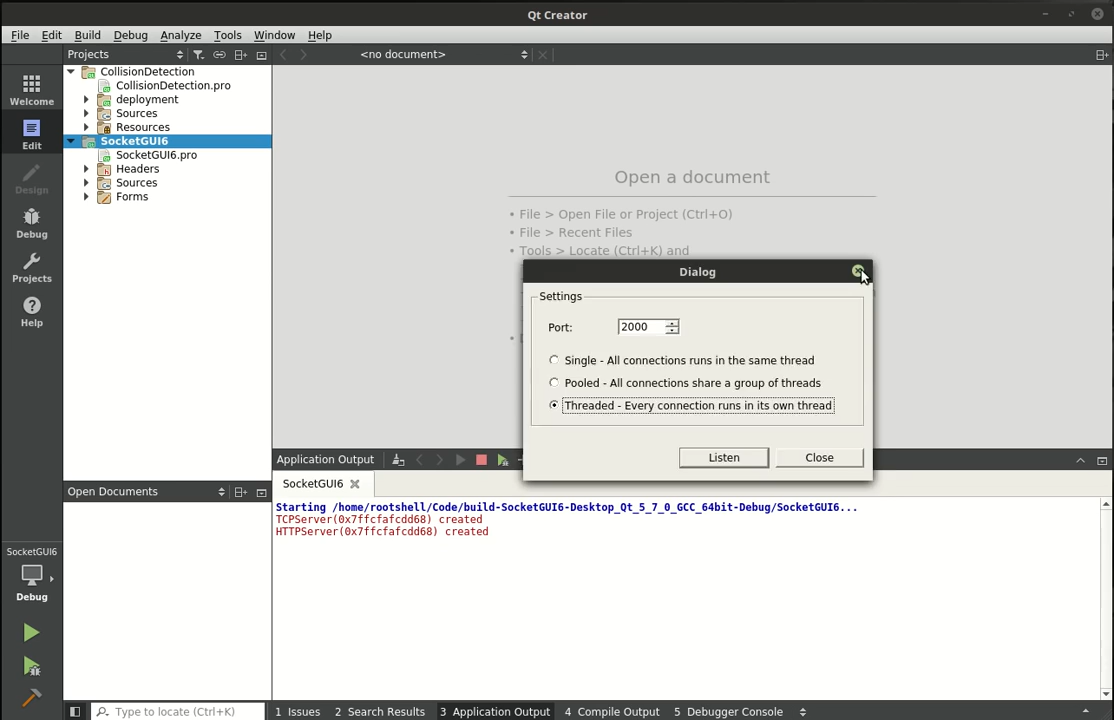 Qt Creator
File Edit Build Debug Analyze Tools Window Help
Projects
<no document>
Welcome
Edit
Design
Debug
Projects
Help
CollisionDetection
CollisionDetection.pro
deployment
Sources
Resources
SocketGUI6
SocketGUI6.pro
Headers
Sources
Forms
Open a document
• File > Open File or Project (Ctrl+O)
• File > Recent Files
• Tools > Locate (Ctrl+K) and
Dialog
Settings
Port: 2000
Single - All connections runs in the same thread
Pooled - All connections share a group of threads
Threaded - Every connection runs in its own thread
Listen Close
Application Output
SocketGUI6
Starting /home/rootshell/Code/build-SocketGUI6-Desktop_Qt_5_7_0_GCC_64bit-Debug/SocketGUI6...
TCPServer(0x7ffcfafcdd68) created
HTTPServer(0x7ffcfafcdd68) created
Open Documents
SocketGUI6
Debug
Type to locate (Ctrl+K)
1 Issues 2 Search Results 3 Application Output 4 Compile Output 5 Debugger Console